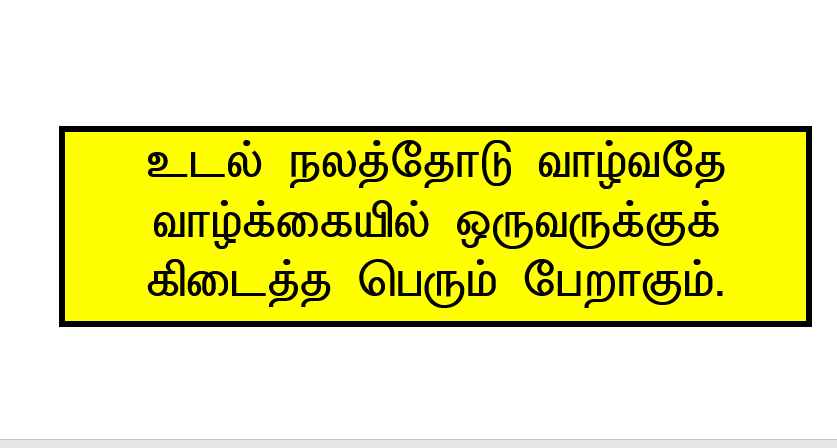 உடல் நலத்தோடு வாழ்வதே
வாழ்க்கையில் ஒருவருக்குக்
கிடைத்த பெரும் பேறாகும்.